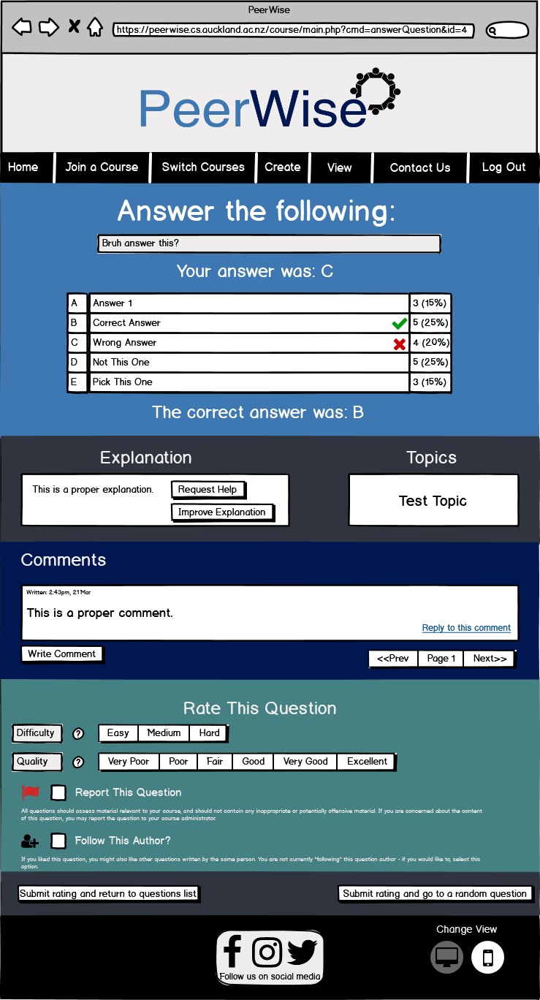 PeerWise
https://peerwise.cs.auckland.ac.nz/course/main.php?cmd=answerQuestion&id=4
PeerWise
Home Join a Course Switch Courses Create View Contact Us Log Out
Answer the following:
Bruh answer this?
Your answer was: C
A Answer 1 3 (15%)
B Correct Answer 5 (25%)
C Wrong Answer 4 (20%)
D Not This One 5 (25%)
E Pick This One 3 (15%)
The correct answer was: B
Explanation
This is a proper explanation.
Request Help
Improve Explanation
Topics
Test Topic
Comments
Written: 2:43pm, 21 Mar
This is a proper comment.
Reply to this comment
Write Comment
<<Prev Page 1 Next>>
Rate This Question
Difficulty ? Easy Medium Hard
Quality ? Very Poor Poor Fair Good Very Good Excellent
Report This Question
All questions should assess material relevant to your course, and should not contain any inappropriate or potentially offensive material. If you are concerned about the content
of this question, you may report the question to your course administrator.
Follow This Author?
If you liked this question, you might also like other questions written by the same person. You are not currently "following" this question author - if you would like to, select this
option.
Submit rating and return to questions list
Submit rating and go to a random question
Follow us on social media
Change View